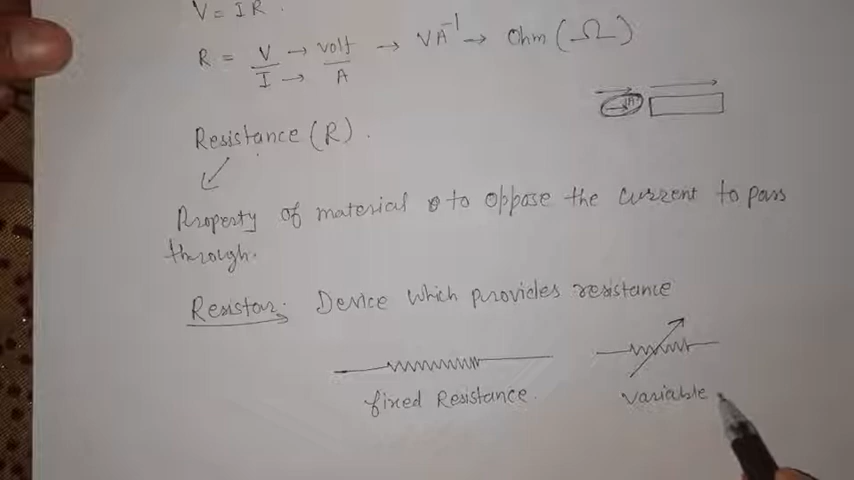 V = IR.
R = V/I → volt/A → VA⁻¹ → Ohm (Ω)
Resistance (R).
Property of material to oppose the current to pass
through.
Resistor: Device which provides resistance
fixed Resistance.
variable